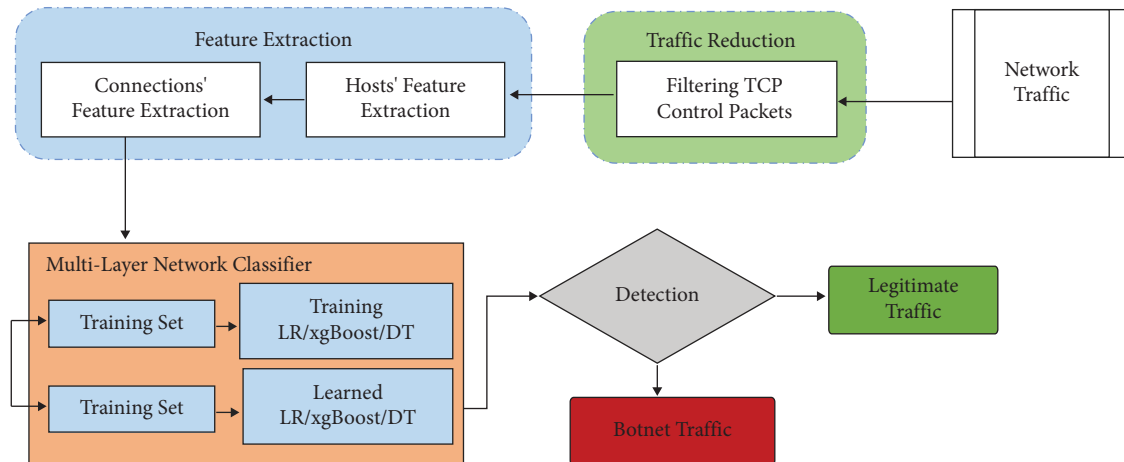 Feature Extraction
Connections'
Feature Extraction
Hosts' Feature
Extraction
Traffic Reduction
Filtering TCP
Control Packets
Network
Traffic
Multi-Layer Network Classifier
Training Set
Training
LR/xgBoost/DT
Training Set
Learned
LR/xgBoost/DT
Detection
Legitimate
Traffic
Botnet Traffic